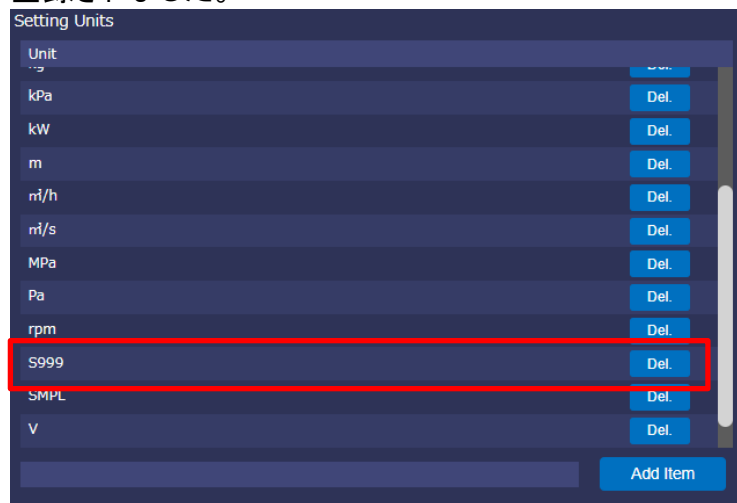 Setting Units
Unit
kPa Del.
kW Del.
m Del.
㎥/h Del.
㎥/s Del.
MPa Del.
Pa Del.
rpm Del.
S999 Del.
SMPL Del.
V Del.
Add Item